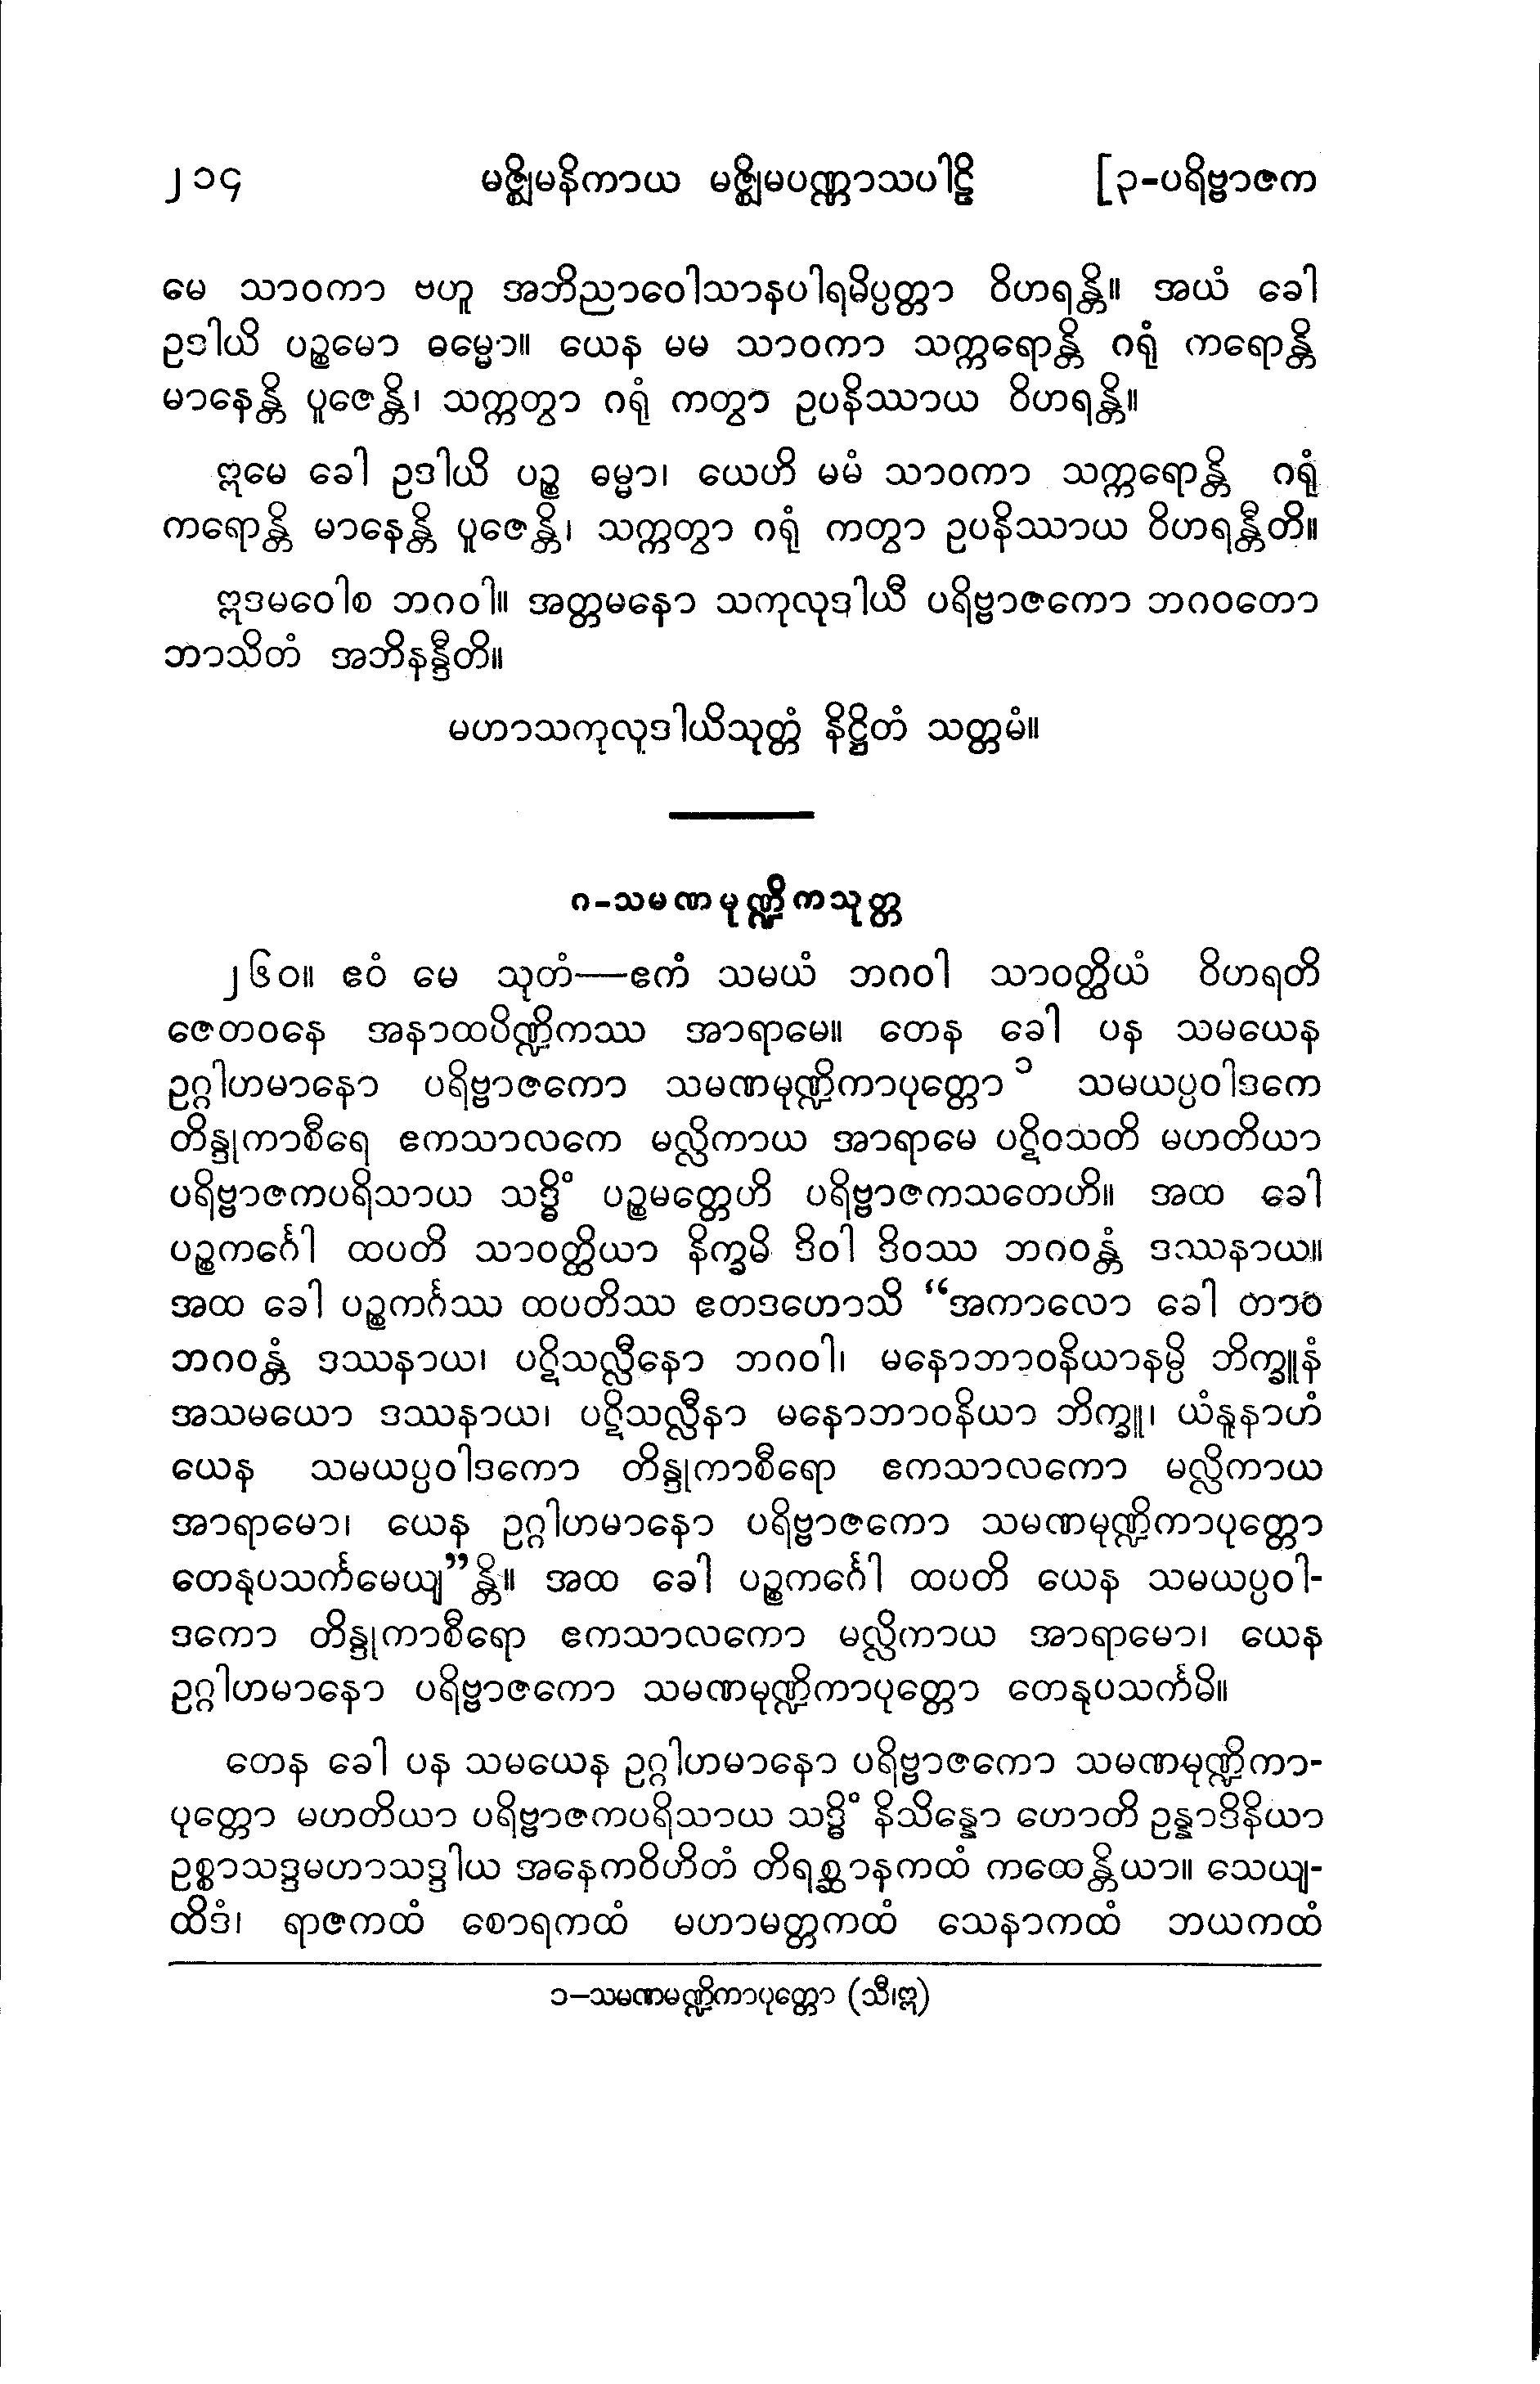 ၂၁၄ မဇ္ဈိမနိကာယ မဇ္ဈိမပဏ္ဏာသပါဠိ [၃-ပရိဗ္ဗာဇက
မေ သာဝကာ ဗဟူ အဘိညာဝေါသာနပါရမိပ္ပတ္တာ ဝိဟရန္တိ။ အယံ ခေါ
ဥဒါယိ ပဉ္စမော ဓမ္မော။ ယေန မမ သာဝကာ သက္ကရောန္တိ ဂရုံ ကရောန္တိ
မာနေန္တိ ပူဇေန္တိ၊ သက္ကတွာ ဂရုံ ကတွာ ဥပနိဿာယ ဝိဟရန္တိ။
ဣမေ ခေါ ဥဒါယိ ပဉ္စ ဓမ္မာ၊ ယေဟိ မမံ သာဝကာ သက္ကရောန္တိ ဂရုံ
ကရောန္တိ မာနေန္တိ ပူဇေန္တိ၊ သက္ကတွာ ဂရုံ ကတွာ ဥပနိဿာယ ဝိဟရန္တီတိ။
ဣဒမဝေါစ ဘဂဝါ။ အတ္တမနော သကုလုဒါယီ ပရိဗ္ဗာဇကော ဘဂဝတော
ဘာသိတံ အဘိနန္ဒီတိ။
မဟာသကုလုဒါယိသုတ္တံ နိဋ္ဌိတံ သတ္တမံ။
ဂ-သမဏမုဏ္ဍိကသုတ္တ
၂၆၀။ ဧဝံ မေ သုတံ—ဧကံ သမယံ ဘဂဝါ သာဝတ္ထိယံ ဝိဟရတိ
ဇေတဝနေ အနာထပိဏ္ဍိကဿ အာရာမေ။ တေန ခေါ ပန သမယေန
ဥဂ္ဂါဟမာနော ပရိဗ္ဗာဇကော သမဏမုဏ္ဍိကာပုတ္တော ၁ သမယပ္ပဝါဒကေ
တိန္ဒုကာစီရေ ဧကသာလကေ မလ္လိကာယ အာရာမေ ပဋိဝသတိ မဟတိယာ
ပရိဗ္ဗာဇကပရိသာယ သဒ္ဓိံ ပဉ္စမတ္တေဟိ ပရိဗ္ဗာဇကသတေဟိ။ အထ ခေါ
ပဉ္စကင်္ဂေါ ထပတိ သာဝတ္ထိယာ နိက္ခမိ ဒိဝါ ဒိဝဿ ဘဂဝန္တံ ဒဿနာယ။
အထ ခေါ ပဉ္စကင်္ဂဿ ထပတိဿ ဧတဒဟောသိ “အကာလော ခေါ တာဝ
ဘဂဝန္တံ ဒဿနာယ၊ ပဋိသလ္လီနော ဘဂဝါ၊ မနောဘာဝနိယာနမ္ပိ ဘိက္ခူနံ
အသမယော ဒဿနာယ၊ ပဋိသလ္လီနာ မနောဘာဝနိယာ ဘိက္ခူ၊ ယံနူနာဟံ
ယေန သမယပ္ပဝါဒကော တိန္ဒုကာစီရော ဧကသာလကော မလ္လိကာယ
အာရာမော၊ ယေန ဥဂ္ဂါဟမာနော ပရိဗ္ဗာဇကော သမဏမုဏ္ဍိကာပုတ္တော
တေနုပသင်္ကမေယျ”န္တိ။ အထ ခေါ ပဉ္စကင်္ဂေါ ထပတိ ယေန သမယပ္ပဝါ-
ဒကော တိန္ဒုကာစီရော ဧကသာလကော မလ္လိကာယ အာရာမော၊ ယေန
ဥဂ္ဂါဟမာနော ပရိဗ္ဗာဇကော သမဏမုဏ္ဍိကာပုတ္တော တေနုပသင်္ကမိ။
တေန ခေါ ပန သမယေန ဥဂ္ဂါဟမာနော ပရိဗ္ဗာဇကော သမဏမုဏ္ဍိကာ-
ပုတ္တော မဟတိယာ ပရိဗ္ဗာဇကပရိသာယ သဒ္ဓိံ နိသိန္နော ဟောတိ ဥန္နာဒိနိယာ
ဥစ္စာသဒ္ဒမဟာသဒ္ဒါယ အနေကဝိဟိတံ တိရစ္ဆာနကထံ ကထေန္တိယာ။ သေယျ-
ထိဒံ၊ ရာဇကထံ စောရကထံ မဟာမတ္တကထံ သေနာကထံ ဘယကထံ
၁–သမဏမဏ္ဍိကာပုတ္တော (သီ၊ဣ)